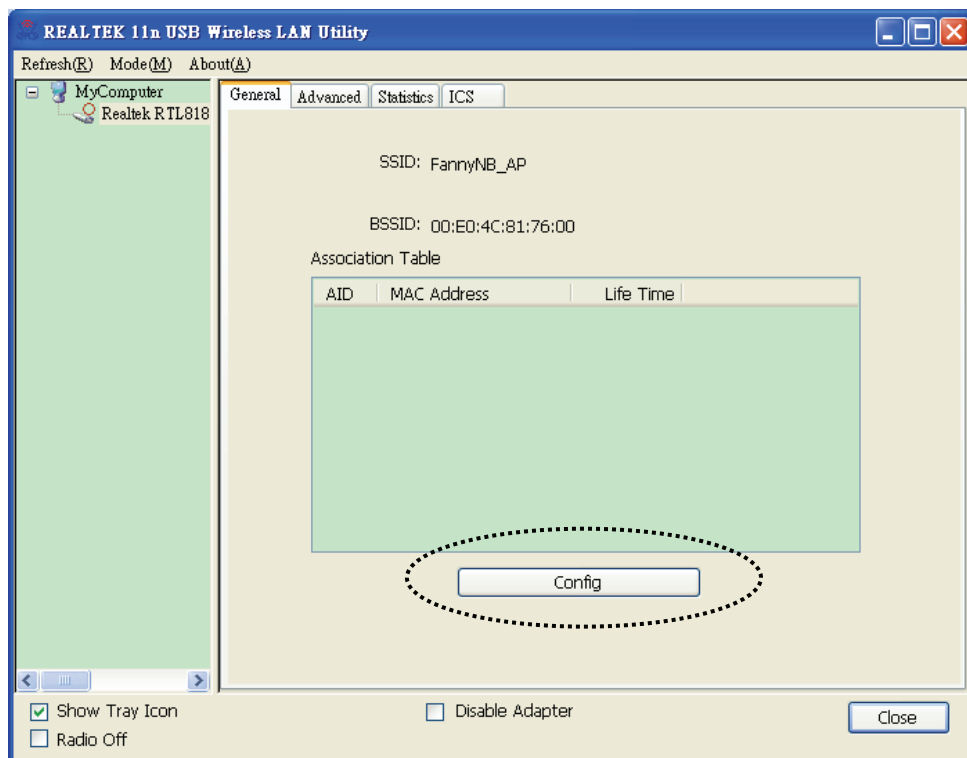 REALTEK 11n USB Wireless LAN Utility
Refresh(R) Mode(M) About(A)
MyComputer
Realtek RTL818
General Advanced Statistics ICS
SSID: FannyNB_AP
BSSID: 00:E0:4C:81:76:00
Association Table
AID MAC Address Life Time
Config
Show Tray Icon
Radio Off
Disable Adapter
Close